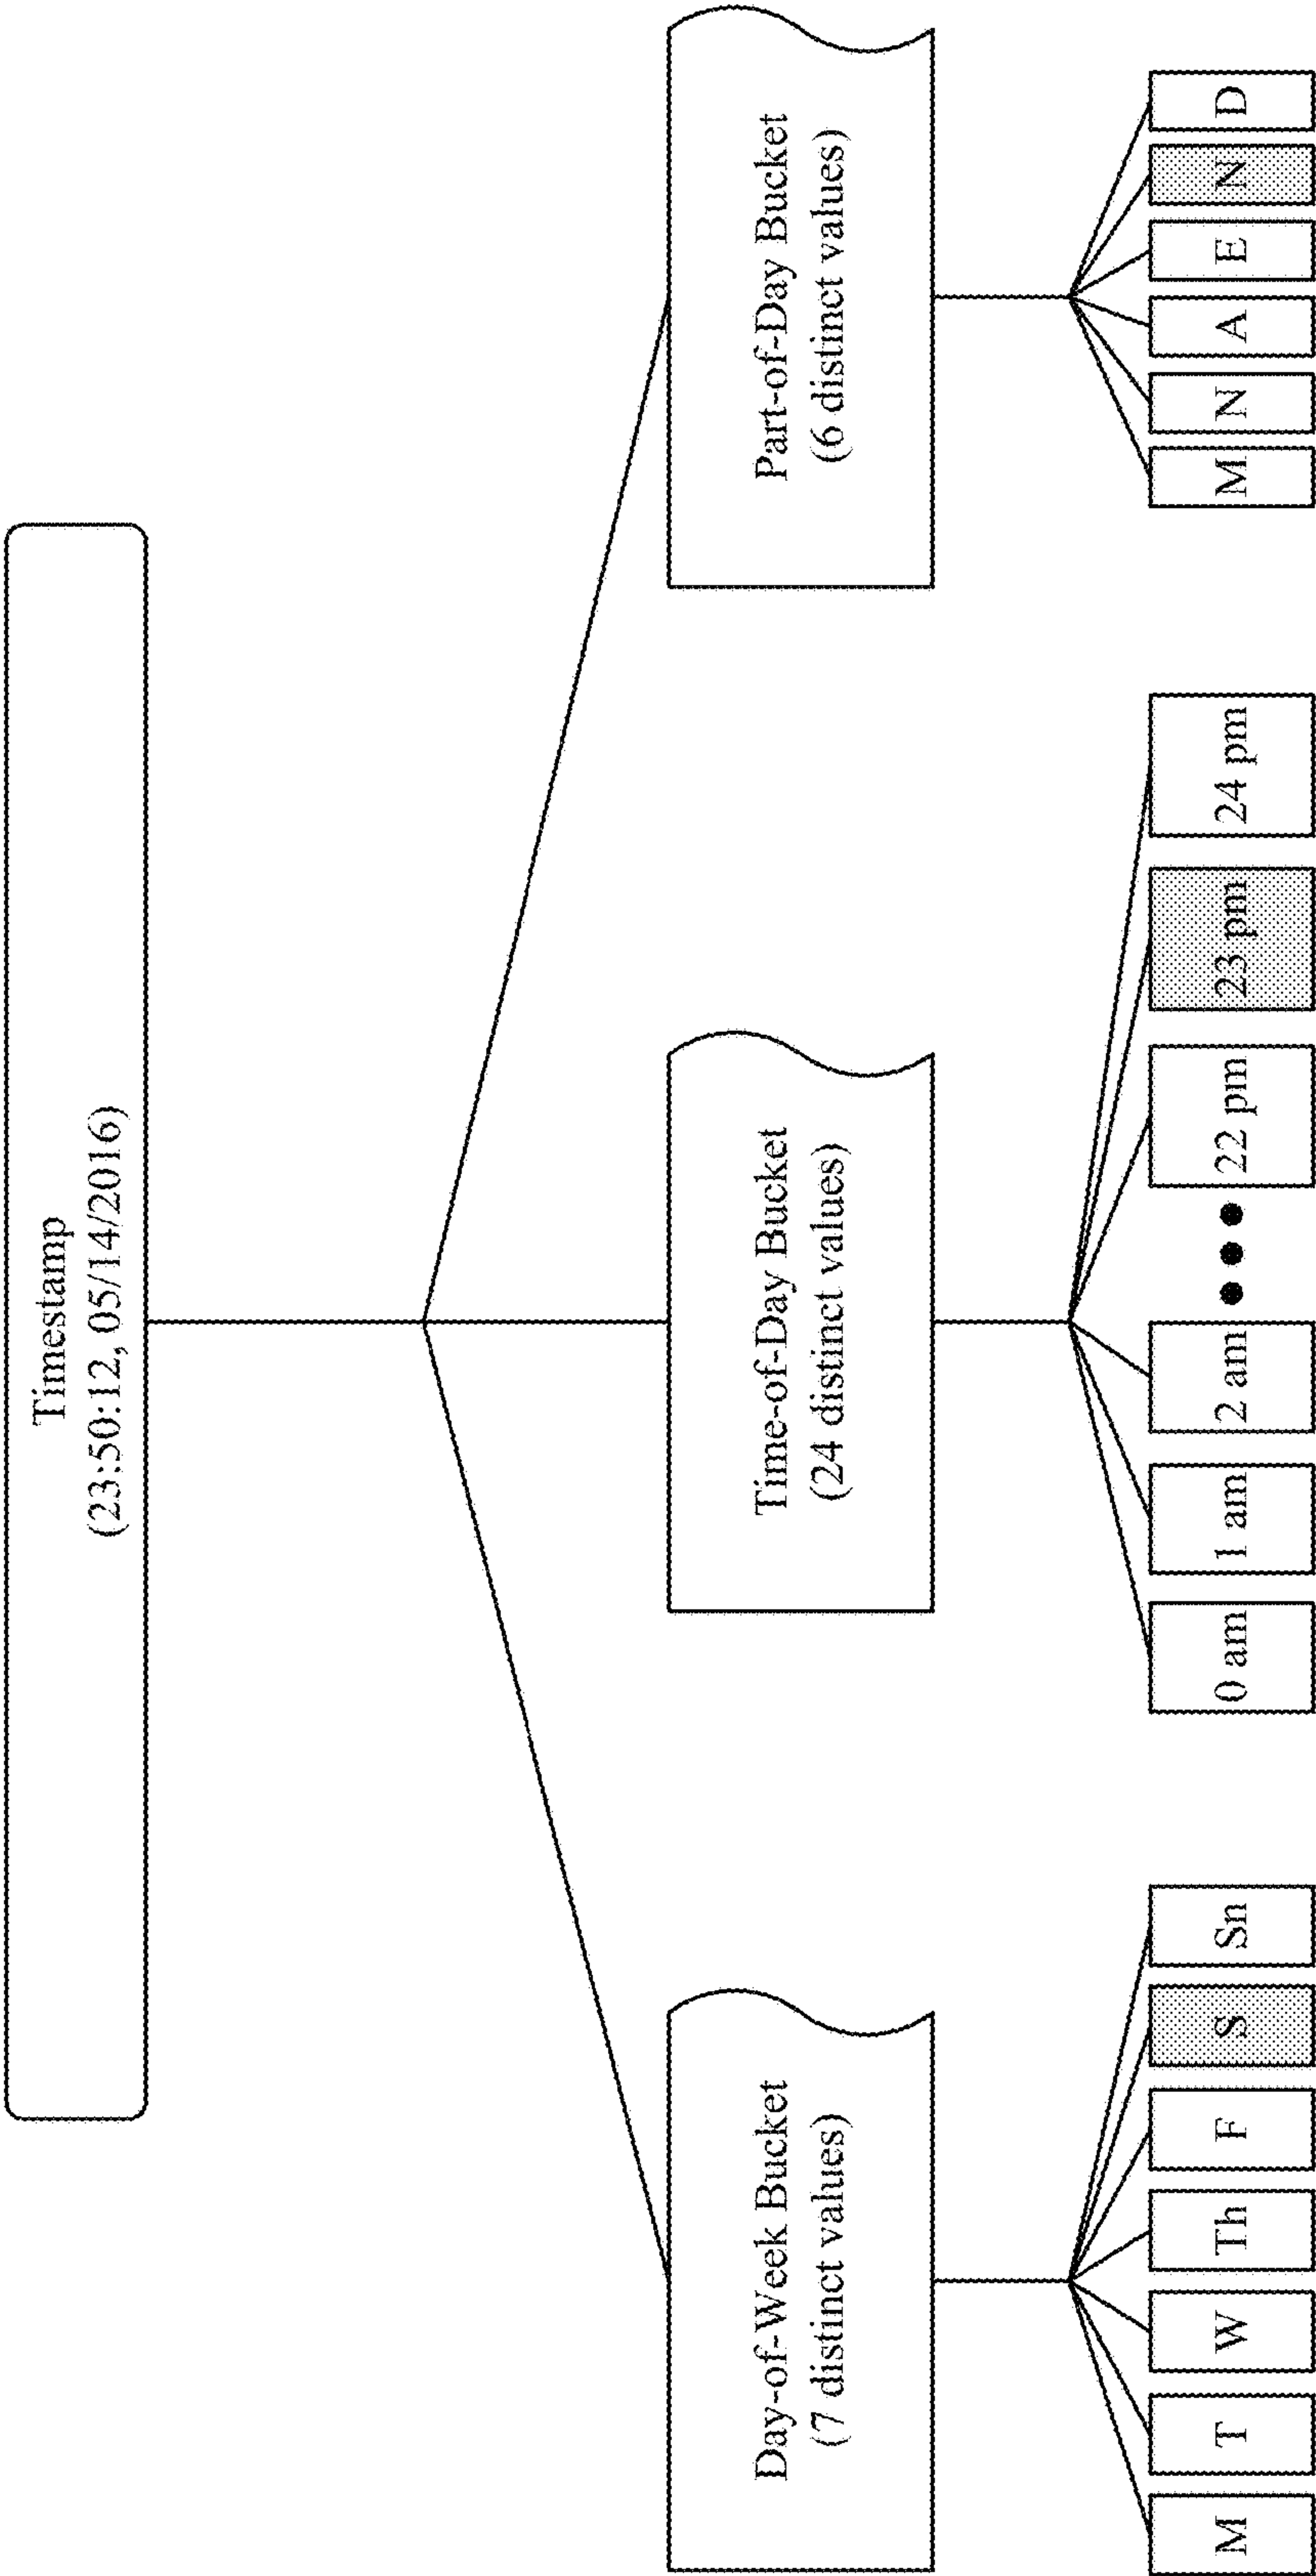 Timestamp
(23:50:12, 05/14/2016)
Day-of-Week Bucket
(7 distinct values)
Time-of-Day Bucket
(24 distinct values)
Part-of-Day Bucket
(6 distinct values)
M T W Th F S Sn
0 am 1 am 2 am ●●● 22 pm 23 pm 24 pm
M N A E N D